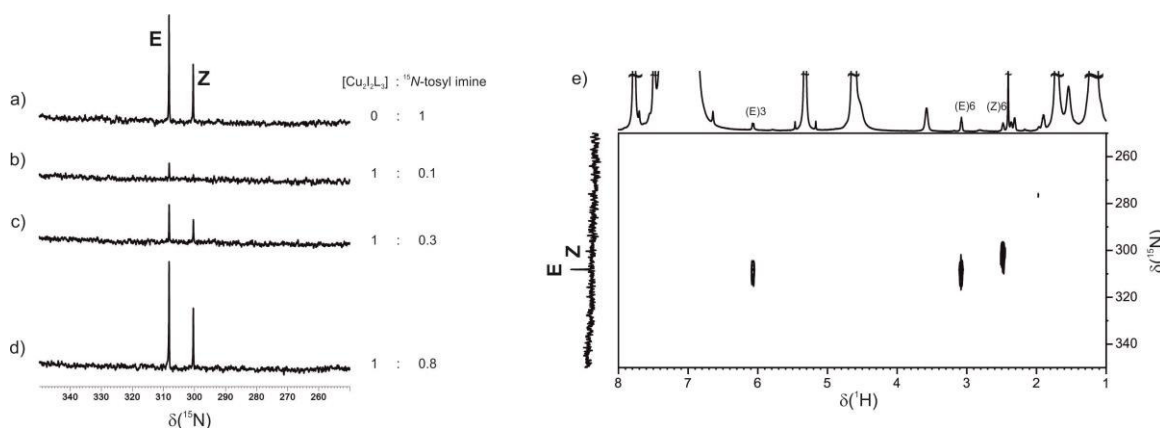 E
Z
[Cu₂I₂L₃] : ¹⁵N-tosyl imine
a)
0 : 1
b)
1 : 0.1
c)
1 : 0.3
d)
1 : 0.8
340 330 320 310 300 290 280 270 260
δ(¹⁵N)
e)
(E)3
(E)6
(Z)6
260
280
300
320
340
δ(¹⁵N)
Z
E
8 7 6 5 4 3 2 1
δ(¹H)